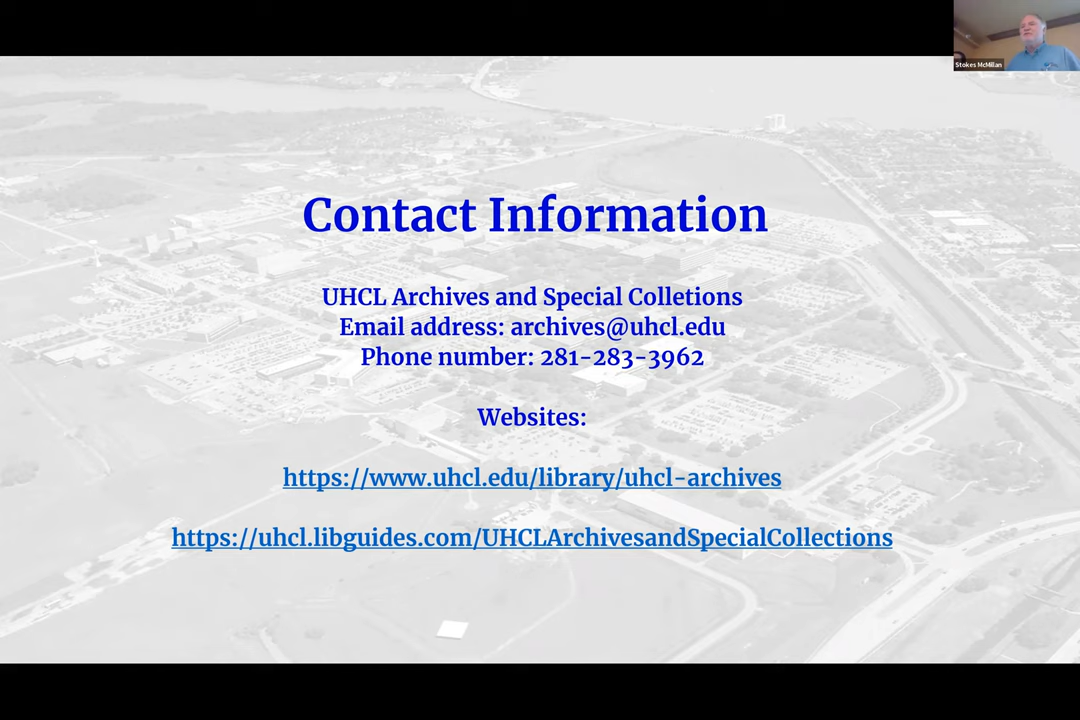 Stokes McMillan
Contact Information
UHCL Archives and Special Colletions
Email address: archives@uhcl.edu
Phone number: 281-283-3962
Websites:
https://www.uhcl.edu/library/uhcl-archives
https://uhcl.libguides.com/UHCLArchivesandSpecialCollections